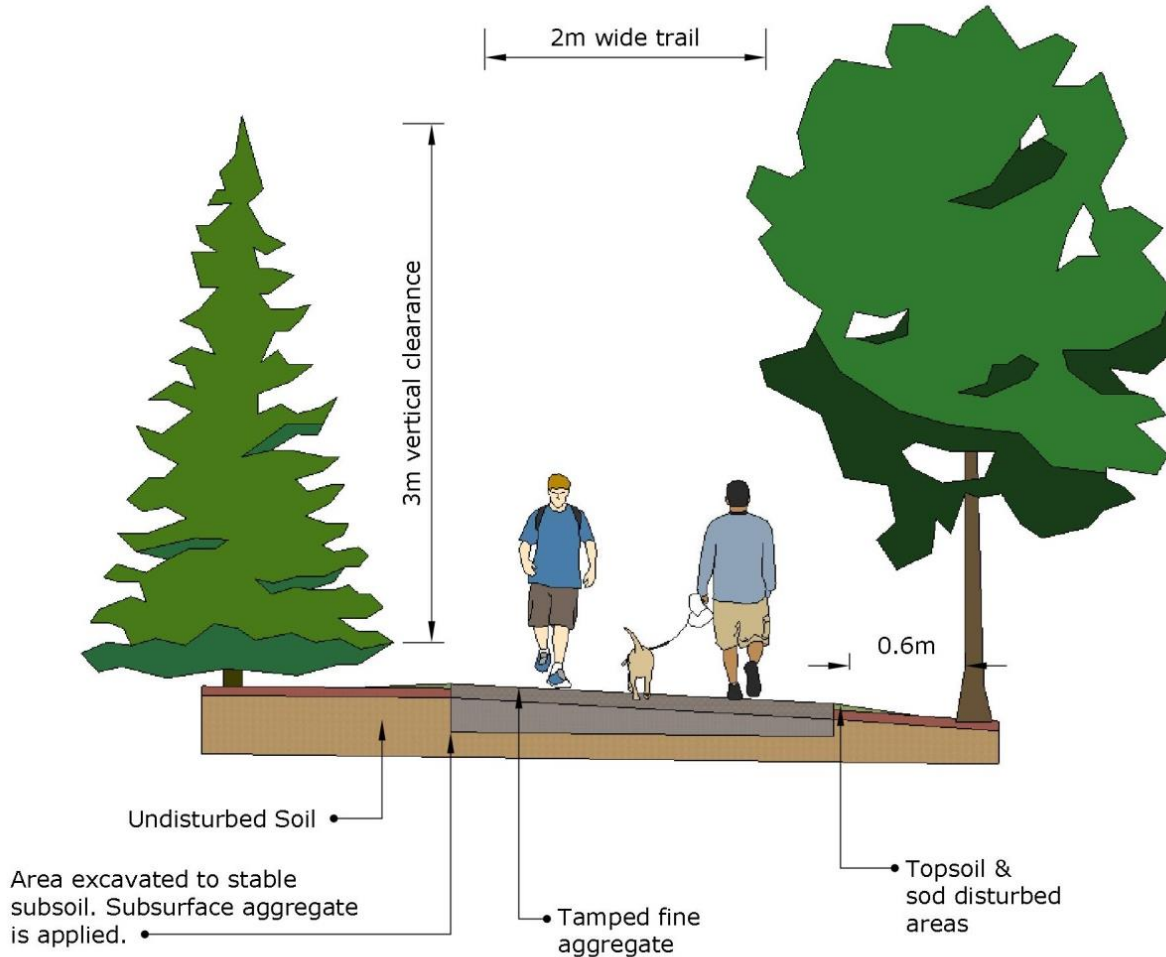 2m wide trail
3m vertical clearance
0.6m
Undisturbed Soil
Area excavated to stable
subsoil. Subsurface aggregate
is applied.
Tamped fine
aggregate
Topsoil &
sod disturbed
areas